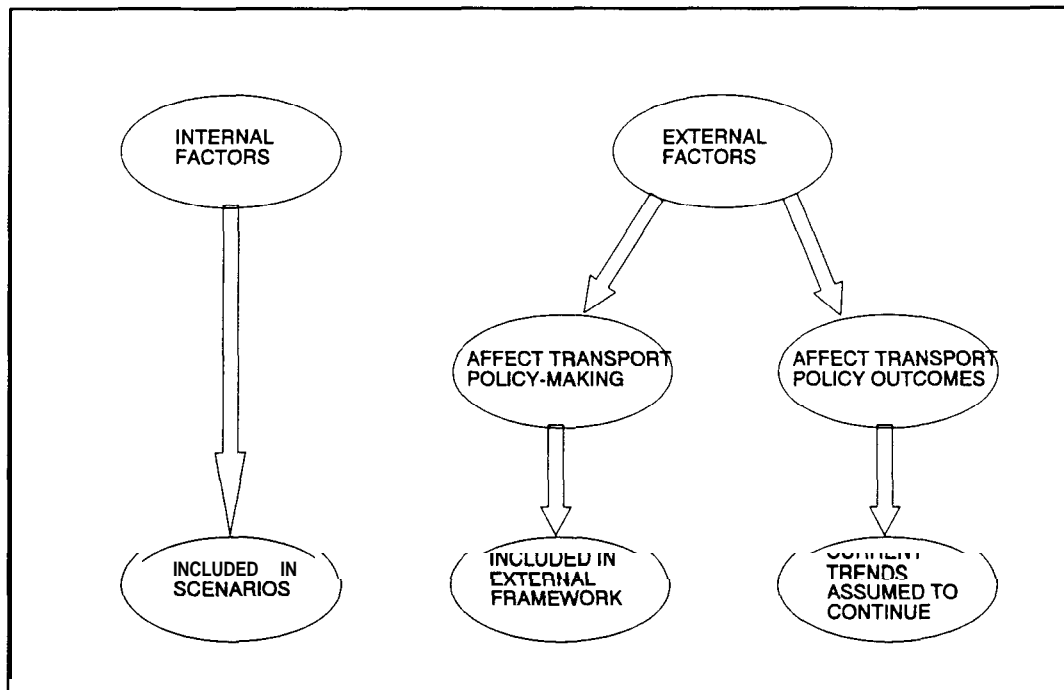 INTERNAL
FACTORS
EXTERNAL
FACTORS
AFFECT TRANSPORT
POLICY-MAKING
AFFECT TRANSPORT
POLICY OUTCOMES
INCLUDED IN
SCENARIOS
INCLUDED IN
EXTERNAL
FRAMEWORK
CURRENT
TRENDS
ASSUMED TO
CONTINUE